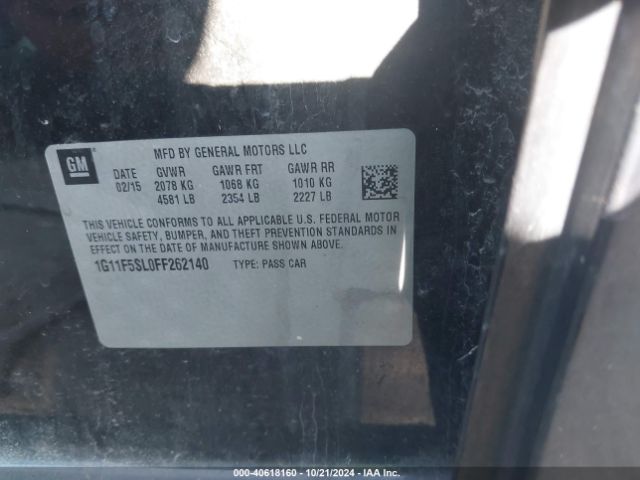 GM
MFD BY GENERAL MOTORS LLC
DATE GVWR GAWR FRT GAWR RR
02/15 2078 KG 1068 KG 1010 KG
4581 LB 2354 LB 2227 LB
THIS VEHICLE CONFORMS TO ALL APPLICABLE U.S. FEDERAL MOTOR
VEHICLE SAFETY, BUMPER, AND THEFT PREVENTION STANDARDS IN
EFFECT ON THE DATE OF MANUFACTURE SHOWN ABOVE.
1G11F5SL0FF262140 TYPE: PASS CAR
000-40618160 - 10/21/2024 - IAA Inc.